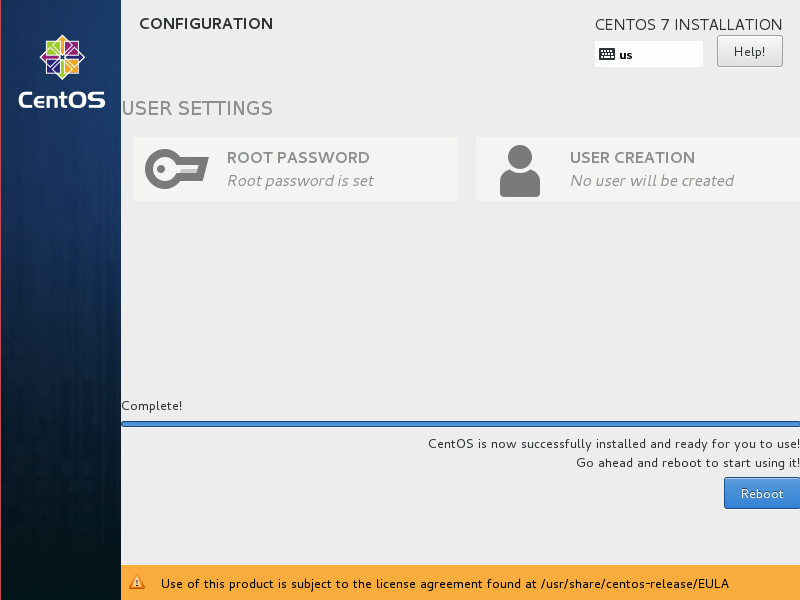 CONFIGURATION
CENTOS 7 INSTALLATION
us
Help!
CentOS
USER SETTINGS
ROOT PASSWORD
Root password is set
USER CREATION
No user will be created
Complete!
CentOS is now successfully installed and ready for you to use!
Go ahead and reboot to start using it!
Reboot
Use of this product is subject to the license agreement found at /usr/share/centos-release/EULA